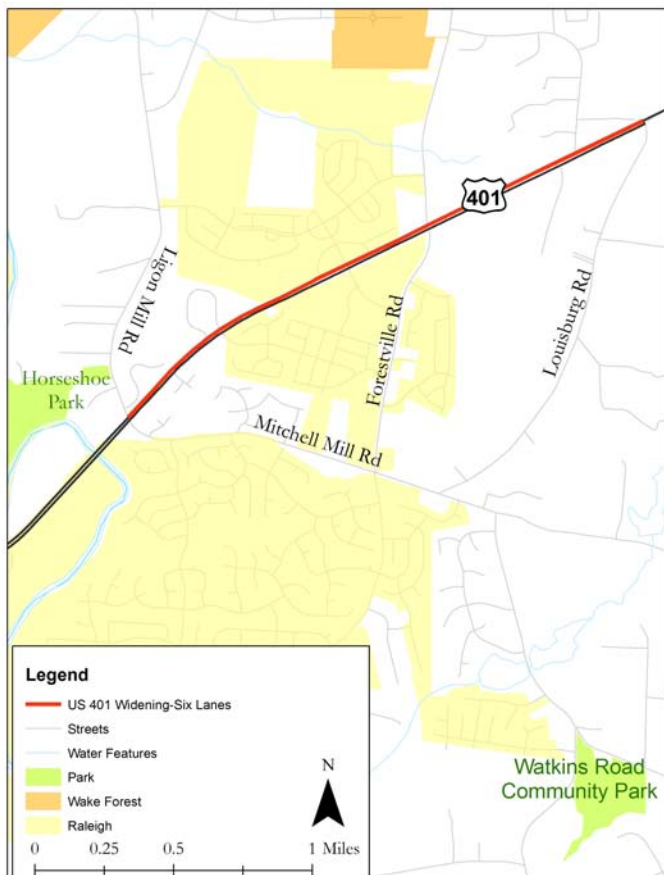 401
Ligon Mill Rd
Forestville Rd
Louisburg Rd
Horseshoe
Park
Mitchell Mill Rd
Legend
US 401 Widening-Six Lanes
Streets
Water Features
Park
Wake Forest
Raleigh
N
0 0.25 0.5 1 Miles
Watkins Road
Community Park